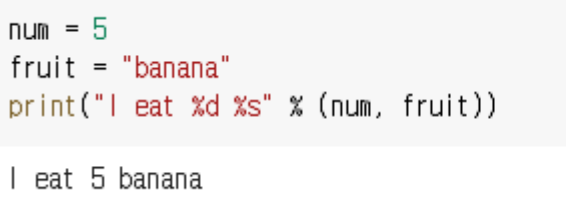 num = 5
fruit = "banana"
print("I eat %d %s" % (num, fruit))
I eat 5 banana